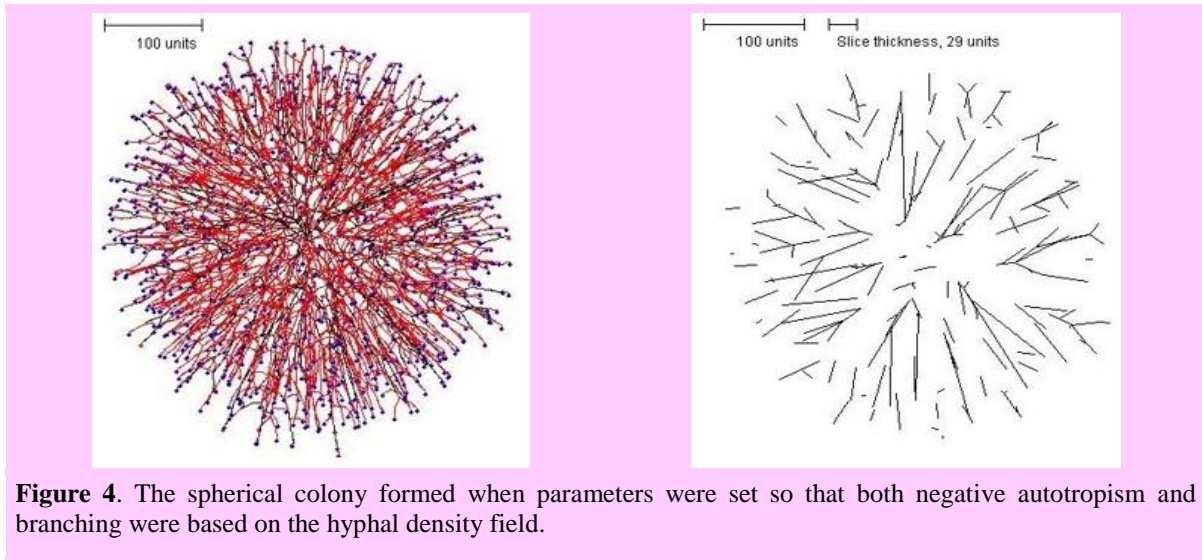 100 units
100 units
Slice thickness, 29 units
Figure 4. The spherical colony formed when parameters were set so that both negative autotropism and
branching were based on the hyphal density field.